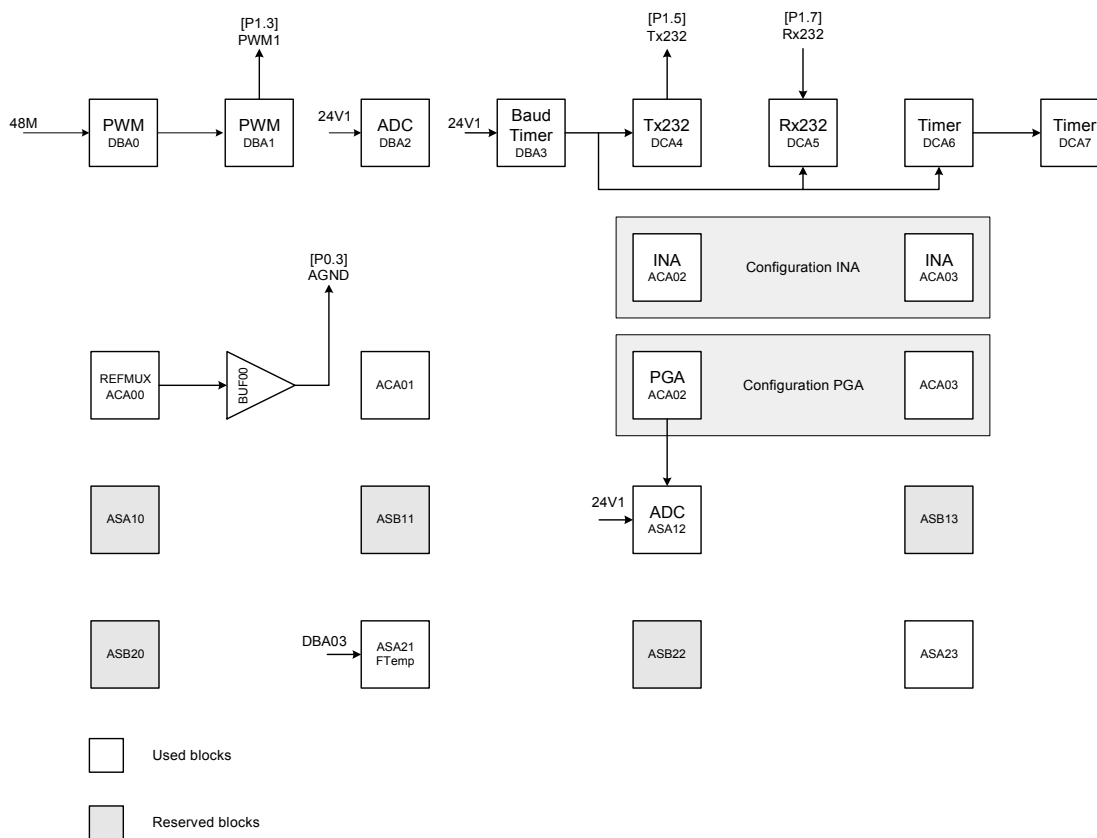 [P1.3]
PWM1
[P1.5]
Tx232
[P1.7]
Rx232
48M
PWM
DBA0
PWM
DBA1
24V1
ADC
DBA2
24V1
Baud
Timer
DBA3
Tx232
DCA4
Rx232
DCA5
Timer
DCA6
Timer
DCA7
[P0.3]
AGND
INA
ACA02
Configuration INA
INA
ACA03
REFMUX
ACA00
BUF00
ACA01
PGA
ACA02
Configuration PGA
ACA03
ASA10
ASB11
24V1
ADC
ASA12
ASB13
ASB20
DBA03
ASA21
FTemp
ASB22
ASA23
Used blocks
Reserved blocks